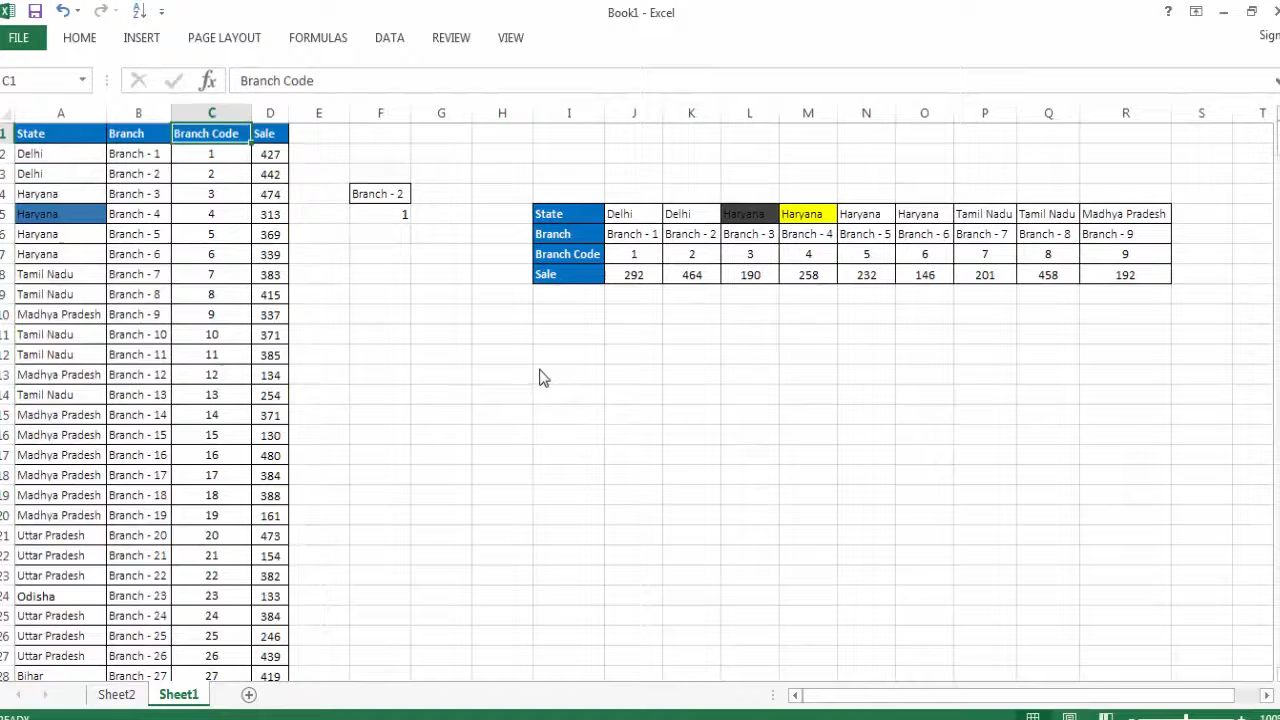 Book1 - Excel
?
FILE HOME INSERT PAGE LAYOUT FORMULAS DATA REVIEW VIEW
Sign
C1 fx Branch Code
A B C D E F G H I J K L M N O P Q R S T
1 State Branch Branch Code Sale
2 Delhi Branch - 1 1 427
3 Delhi Branch - 2 2 442
4 Haryana Branch - 3 3 474 Branch - 2
5 Haryana Branch - 4 4 313 1 State Delhi Delhi Haryana Haryana Haryana Haryana Tamil Nadu Tamil Nadu Madhya Pradesh
6 Haryana Branch - 5 5 369 Branch Branch - 1 Branch - 2 Branch - 3 Branch - 4 Branch - 5 Branch - 6 Branch - 7 Branch - 8 Branch - 9
7 Haryana Branch - 6 6 339 Branch Code 1 2 3 4 5 6 7 8 9
8 Tamil Nadu Branch - 7 7 383 Sale 292 464 190 258 232 146 201 458 192
9 Tamil Nadu Branch - 8 8 415
10 Madhya Pradesh Branch - 9 9 337
11 Tamil Nadu Branch - 10 10 371
12 Tamil Nadu Branch - 11 11 385
13 Madhya Pradesh Branch - 12 12 134
14 Tamil Nadu Branch - 13 13 254
15 Madhya Pradesh Branch - 14 14 371
16 Madhya Pradesh Branch - 15 15 130
17 Madhya Pradesh Branch - 16 16 480
18 Madhya Pradesh Branch - 17 17 384
19 Madhya Pradesh Branch - 18 18 388
20 Madhya Pradesh Branch - 19 19 161
21 Uttar Pradesh Branch - 20 20 473
22 Uttar Pradesh Branch - 21 21 154
23 Uttar Pradesh Branch - 22 22 382
24 Odisha Branch - 23 23 133
25 Uttar Pradesh Branch - 24 24 384
26 Uttar Pradesh Branch - 25 25 246
27 Uttar Pradesh Branch - 26 26 439
28 Bihar Branch - 27 27 419
Sheet2 Sheet1